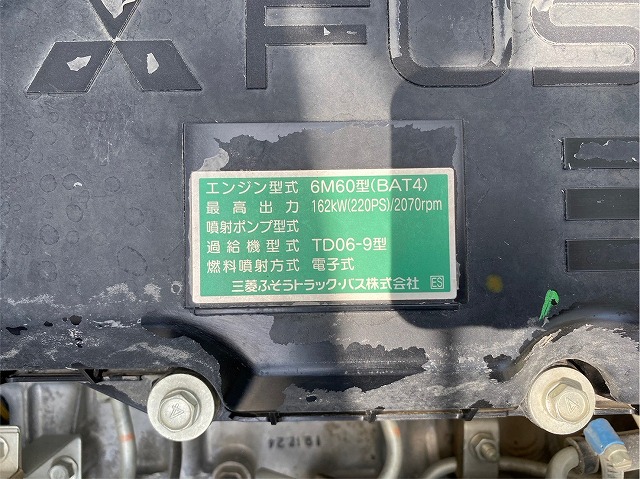 FUS
エンジン型式 6M60型(BAT4)
最高出力 162kW(220PS)/2070rpm
噴射ポンプ型式
過給機型式 TD06-9型
燃料噴射方式 電子式
三菱ふそうトラック・バス株式会社 ES